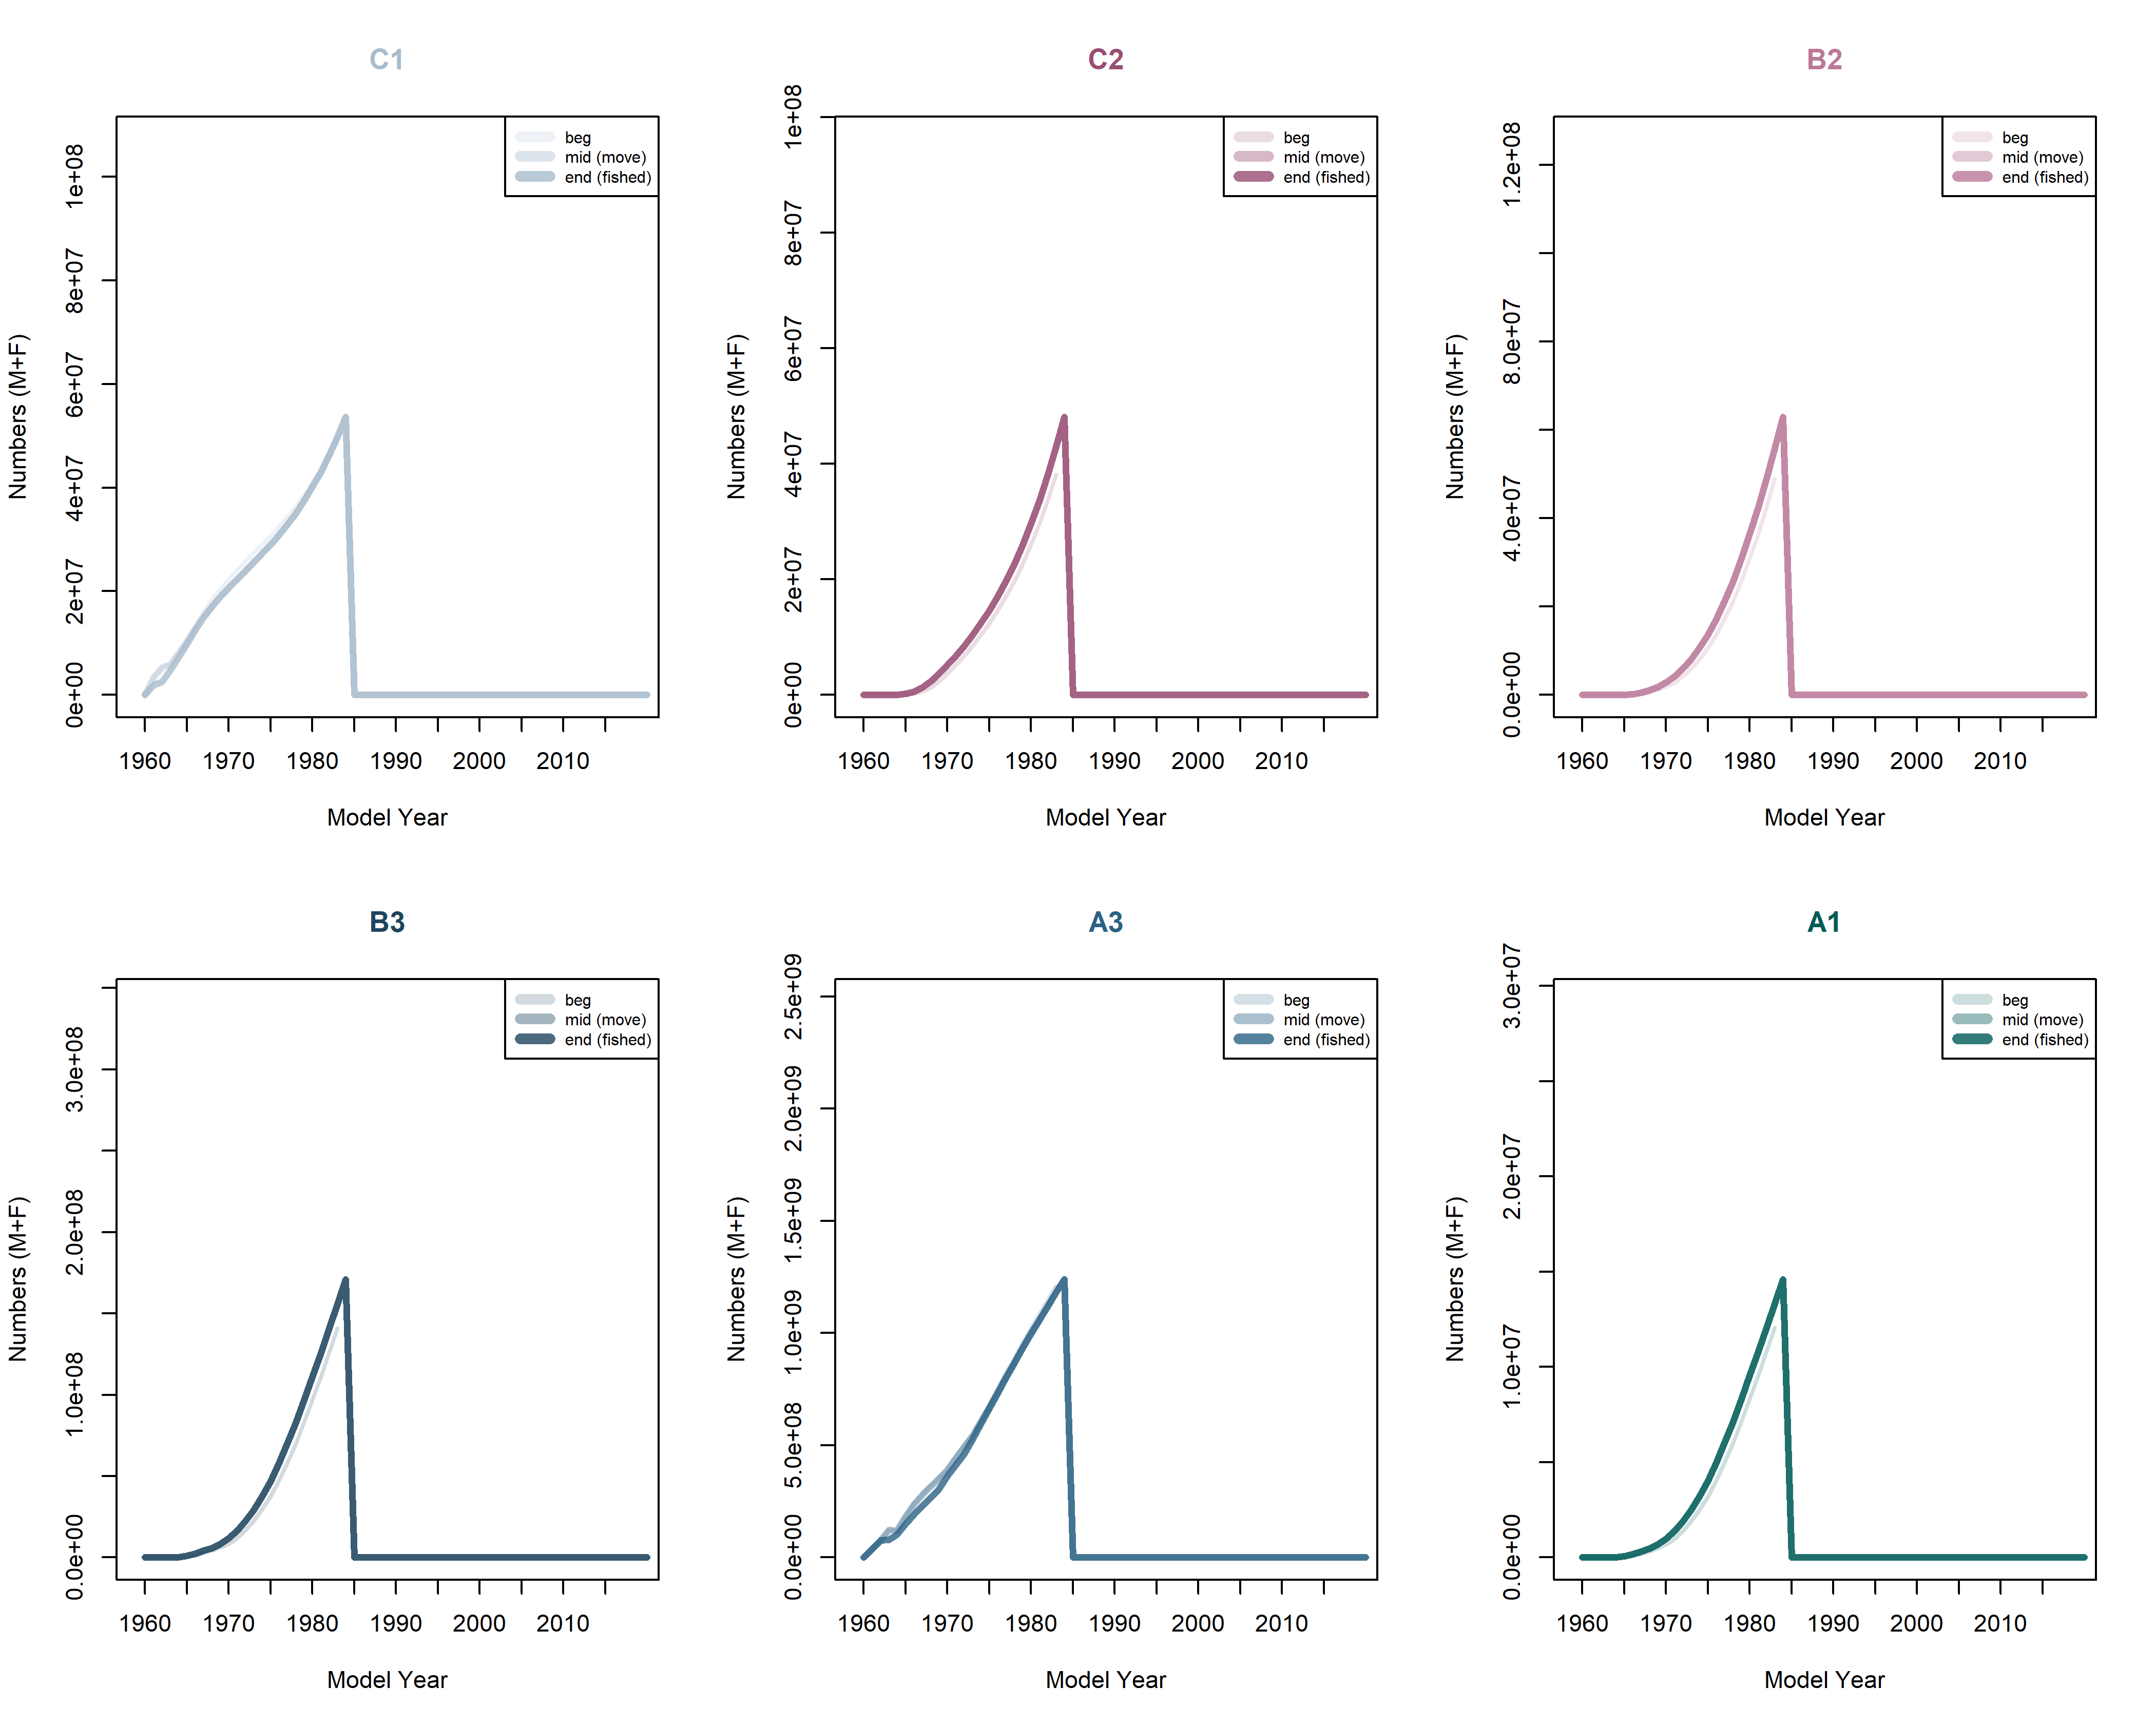 C1
beg
mid (move)
end (fished)
Numbers (M+F)
0e+00 2e+07 4e+07 6e+07 8e+07 1e+08
1960 1970 1980 1990 2000 2010
Model Year
C2
beg
mid (move)
end (fished)
Numbers (M+F)
0e+00 2e+07 4e+07 6e+07 8e+07 1e+08
1960 1970 1980 1990 2000 2010
Model Year
B2
beg
mid (move)
end (fished)
Numbers (M+F)
0.0e+00 4.0e+07 8.0e+07 1.2e+08
1960 1970 1980 1990 2000 2010
Model Year
B3
beg
mid (move)
end (fished)
Numbers (M+F)
0.0e+00 1.0e+08 2.0e+08 3.0e+08
1960 1970 1980 1990 2000 2010
Model Year
A3
beg
mid (move)
end (fished)
Numbers (M+F)
0.0e+00 5.0e+08 1.0e+09 1.5e+09 2.0e+09 2.5e+09
1960 1970 1980 1990 2000 2010
Model Year
A1
beg
mid (move)
end (fished)
Numbers (M+F)
0.0e+00 1.0e+07 2.0e+07 3.0e+07
1960 1970 1980 1990 2000 2010
Model Year